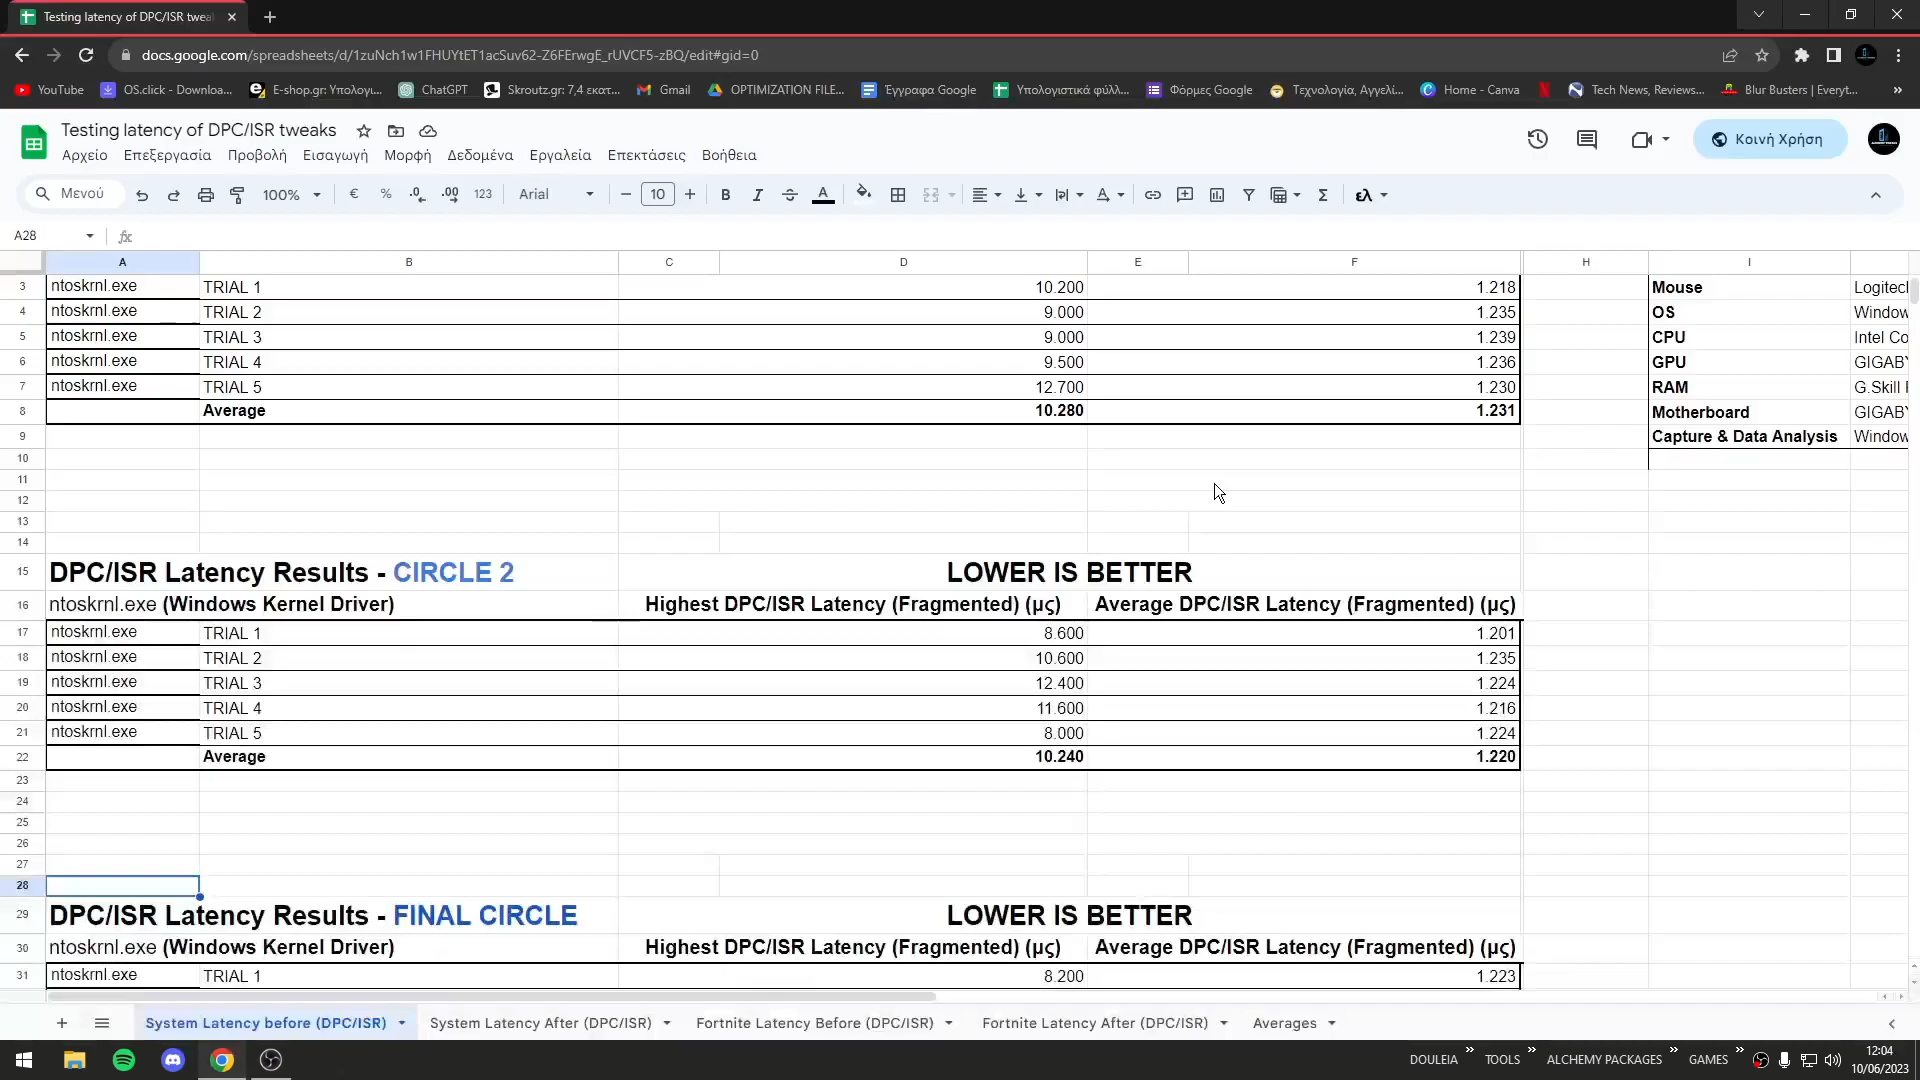 Testing latency of DPC/ISR tweak
docs.google.com/spreadsheets/d/1zuNch1w1FHUYtET1acSuv62-Z6FErwgE_rUVCF5-zBQ/edit#gid=0
YouTube OS.click - Downloa... E-shop.gr: Υπολογι... ChatGPT Skroutz.gr: 7,4 εκατ... Gmail OPTIMIZATION FILE... Έγγραφα Google Υπολογιστικά φύλλ... Φόρμες Google Τεχνολογία, Αγγελί... Home - Canva Tech News, Reviews... Blur Busters | Everyt... »
Testing latency of DPC/ISR tweaks
Αρχείο Επεξεργασία Προβολή Εισαγωγή Μορφή Δεδομένα Εργαλεία Επεκτάσεις Βοήθεια
Κοινή Χρήση
Μενού 100% € % .0 .00 123 Arial 10 B I A Σ ελ
A28 fx
A B C D E F H I
3 ntoskrnl.exe TRIAL 1 10.200 1.218 Mouse Logitech
4 ntoskrnl.exe TRIAL 2 9.000 1.235 OS Window
5 ntoskrnl.exe TRIAL 3 9.000 1.239 CPU Intel Co
6 ntoskrnl.exe TRIAL 4 9.500 1.236 GPU GIGABY
7 ntoskrnl.exe TRIAL 5 12.700 1.230 RAM G.Skill
8 Average 10.280 1.231 Motherboard GIGABY
9 Capture & Data Analysis Window
10
11
12
13
14
15 DPC/ISR Latency Results - CIRCLE 2 LOWER IS BETTER
16 ntoskrnl.exe (Windows Kernel Driver) Highest DPC/ISR Latency (Fragmented) (μς) Average DPC/ISR Latency (Fragmented) (μς)
17 ntoskrnl.exe TRIAL 1 8.600 1.201
18 ntoskrnl.exe TRIAL 2 10.600 1.235
19 ntoskrnl.exe TRIAL 3 12.400 1.224
20 ntoskrnl.exe TRIAL 4 11.600 1.216
21 ntoskrnl.exe TRIAL 5 8.000 1.224
22 Average 10.240 1.220
23
24
25
26
27
28
29 DPC/ISR Latency Results - FINAL CIRCLE LOWER IS BETTER
30 ntoskrnl.exe (Windows Kernel Driver) Highest DPC/ISR Latency (Fragmented) (μς) Average DPC/ISR Latency (Fragmented) (μς)
31 ntoskrnl.exe TRIAL 1 8.200 1.223
System Latency before (DPC/ISR) System Latency After (DPC/ISR) Fortnite Latency Before (DPC/ISR) Fortnite Latency After (DPC/ISR) Averages
DOULEIA » TOOLS » ALCHEMY PACKAGES » GAMES » 12:04
10/06/2023